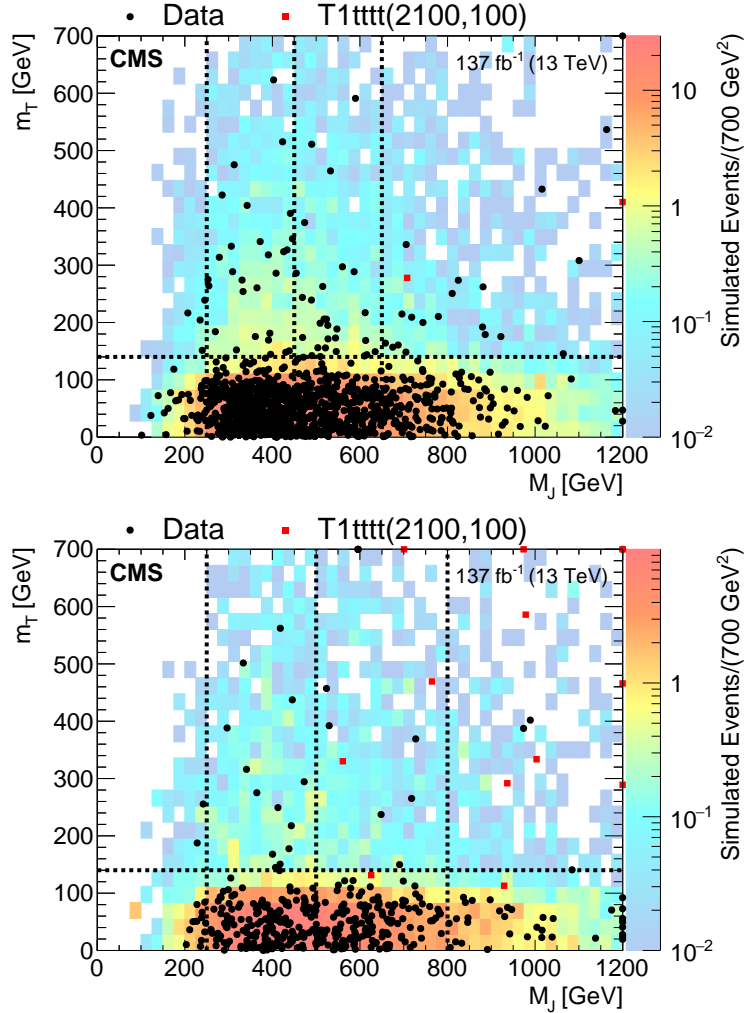 Data T1tttt(2100,100)
CMS 137 fb⁻¹ (13 TeV)
m_T [GeV]
700
600
500
400
300
200
100
0
0 200 400 600 800 1000 1200
M_J [GeV]
10
1
10⁻¹
10⁻²
Simulated Events/(700 GeV²)
Data T1tttt(2100,100)
CMS 137 fb⁻¹ (13 TeV)
m_T [GeV]
700
600
500
400
300
200
100
0
0 200 400 600 800 1000 1200
M_J [GeV]
1
10⁻¹
10⁻²
Simulated Events/(700 GeV²)